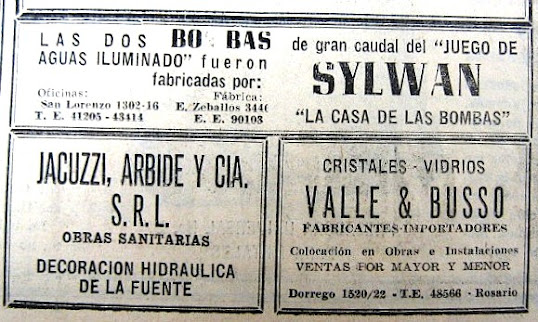 LAS DOS BO BAS de gran caudal del "JUEGO DE
AGUAS ILUMINADO" fueron
fabricadas por:
SYLWAN
Oficinas:
San Lorenzo 1302-16
T. E. 41205 - 43414
Fábrica:
E. Zeballos
E. E. 90103
"LA CASA DE LAS BOMBAS"
JACUZZI, ARBIDE Y CIA.
S.R.L.
OBRAS SANITARIAS
DECORACION HIDRAULICA
DE LA FUENTE
CRISTALES - VIDRIOS
VALLE & BUSSO
FABRICANTES-IMPORTADORES
Colocación en Obras e Instalaciones
VENTAS POR MAYOR Y MENOR
Dorrego 1520/22 - T.E. 48566 - Rosario